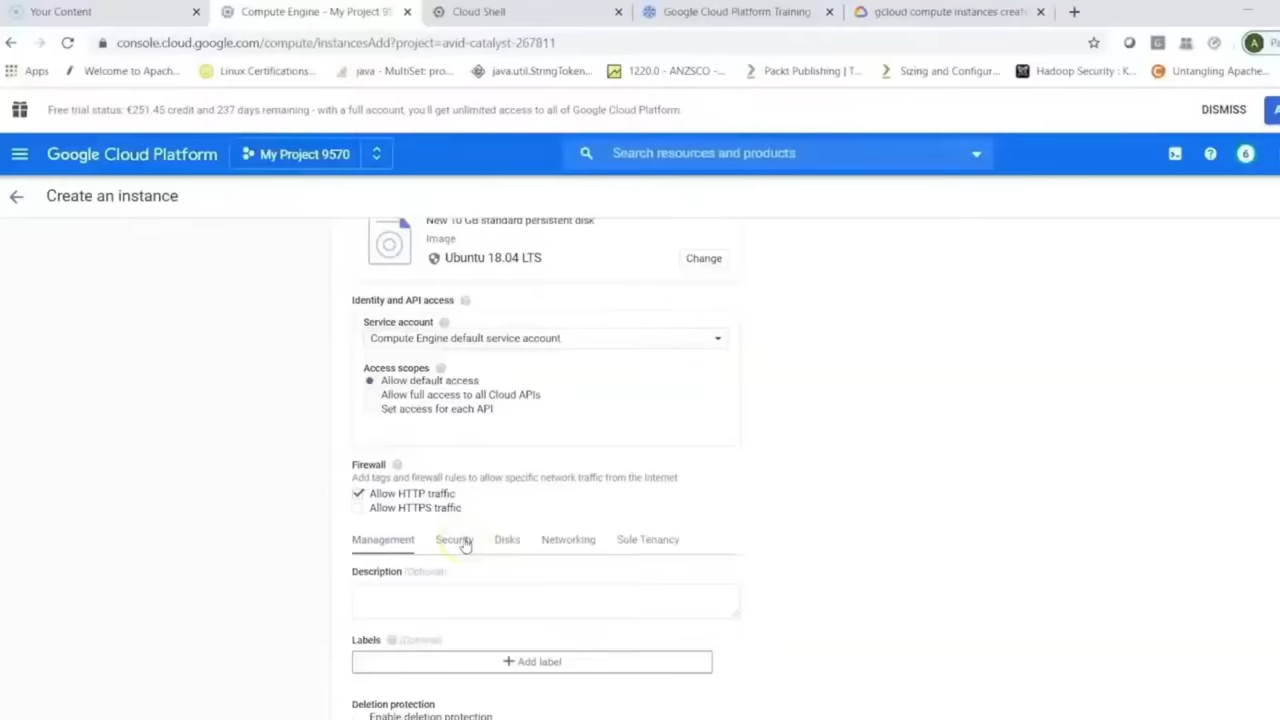 Your Content
Compute Engine - My Project 9
Cloud Shell
Google Cloud Platform Training
gcloud compute instances creat
console.cloud.google.com/compute/instancesAdd?project=avid-catalyst-267811
A
Apps
Welcome to Apach...
Linux Certifications...
java - MultiSet: pro...
java.util.StringToken...
1220.0 - ANZSCO -...
Packt Publishing | T...
Sizing and Configur...
Hadoop Security : K...
Untangling Apache...
Free trial status: €251.45 credit and 237 days remaining - with a full account, you'll get unlimited access to all of Google Cloud Platform.
DISMISS
Google Cloud Platform
My Project 9570
Search resources and products
6
Create an instance
New 10 GB standard persistent disk
Image
Ubuntu 18.04 LTS
Change
Identity and API access
Service account
Compute Engine default service account
Access scopes
Allow default access
Allow full access to all Cloud APIs
Set access for each API
Firewall
Add tags and firewall rules to allow specific network traffic from the Internet
Allow HTTP traffic
Allow HTTPS traffic
Management Security Disks Networking Sole Tenancy
Description (Optional)
Labels (Optional)
+ Add label
Deletion protection
Enable deletion protection